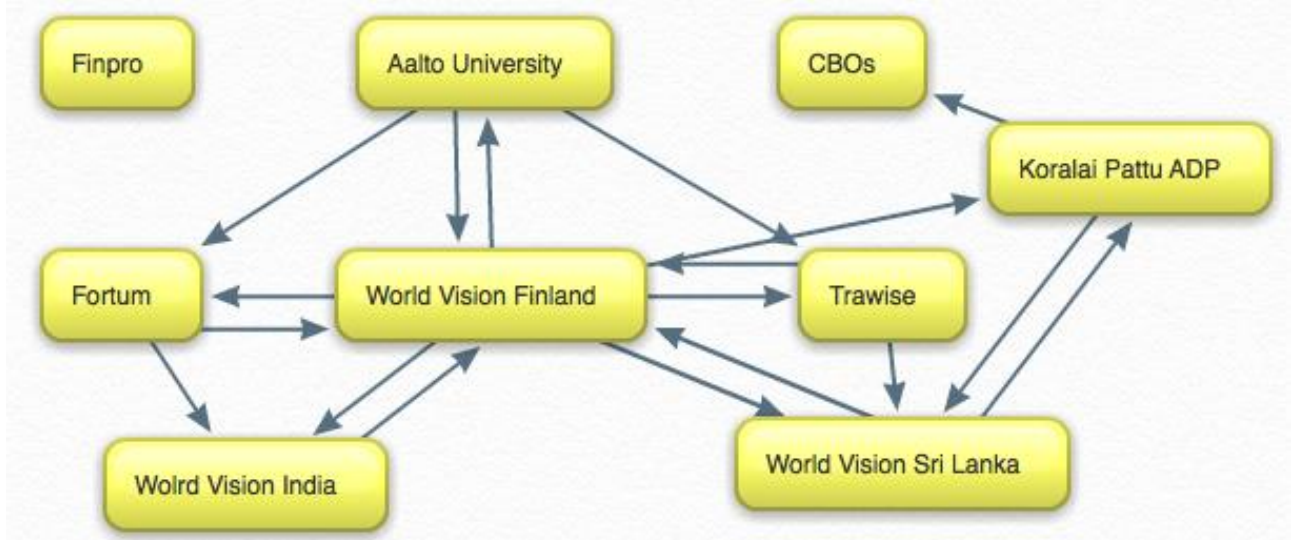 Finpro
Aalto University
CBOs
Koralai Pattu ADP
Fortum
World Vision Finland
Trawise
Wolrd Vision India
World Vision Sri Lanka